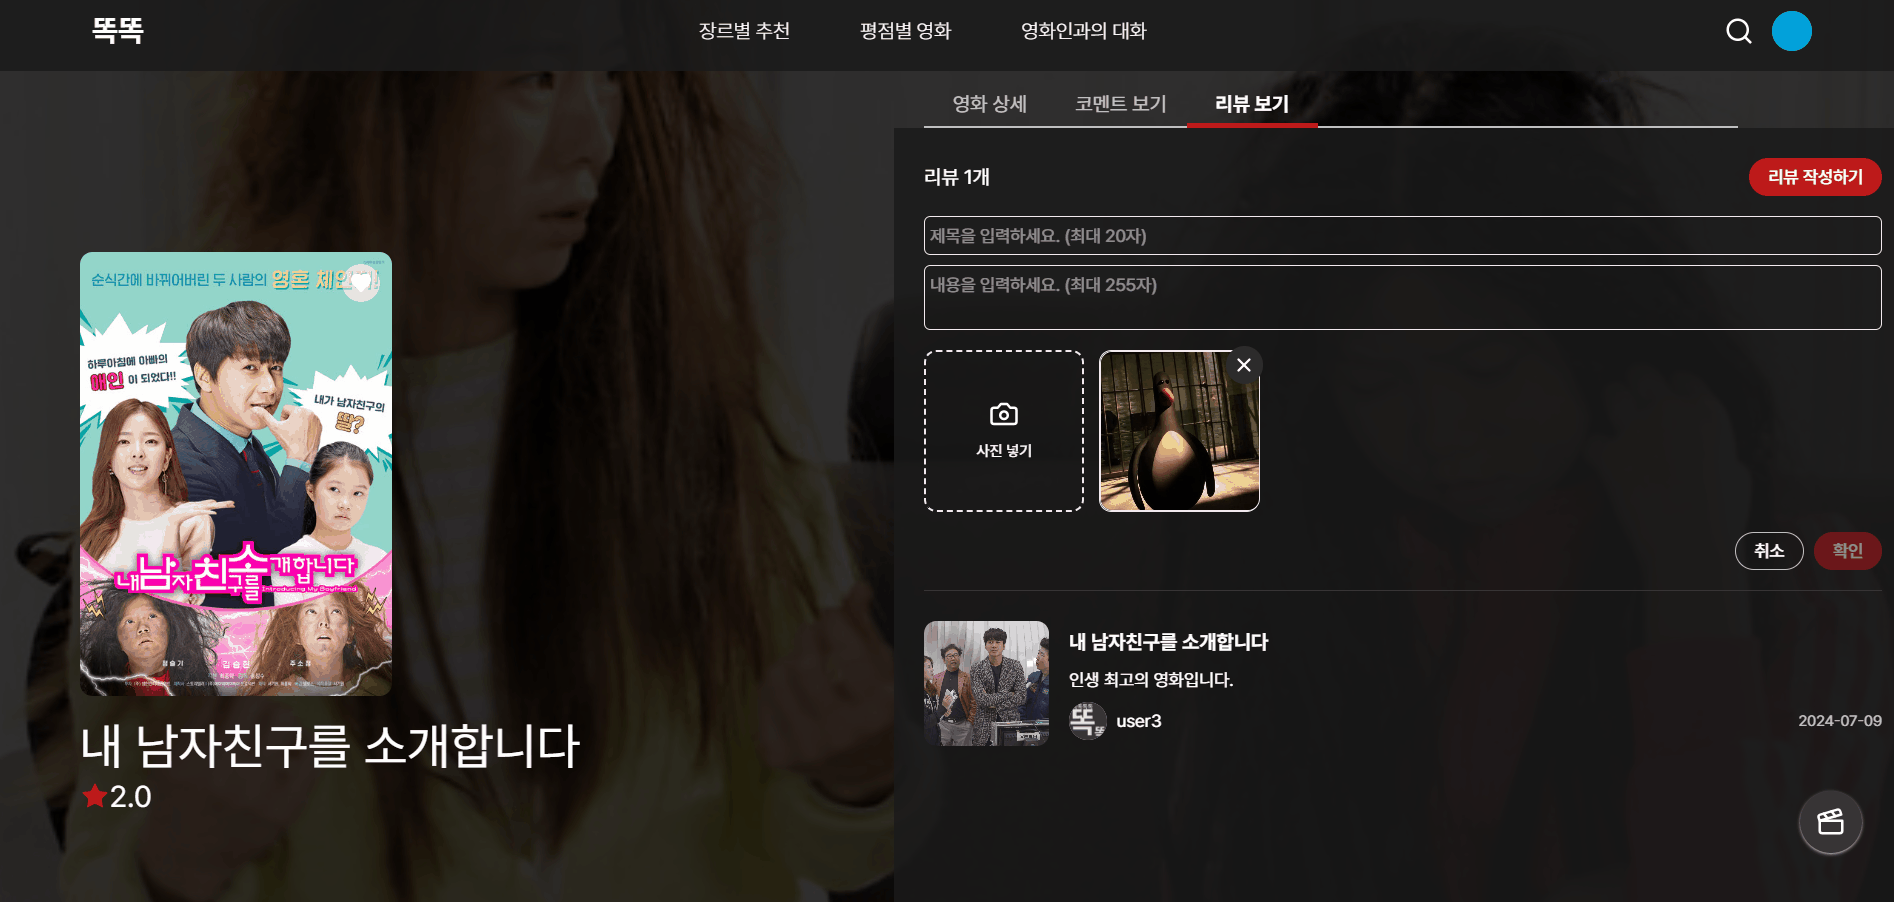 똑똑
장르별 추천
평점별 영화
영화인과의 대화
영화 상세
코멘트 보기
리뷰 보기
리뷰 1개
리뷰 작성하기
제목을 입력하세요. (최대 20자)
내용을 입력하세요. (최대 255자)
사진 넣기
취소
확인
내 남자친구를 소개합니다
인생 최고의 영화입니다.
똑똑
user3
2024-07-09
순식간에 바뀌어버린 두 사람의 영혼 체인지!
하루아침에 아빠의
애인이 되었다!!
내가 남자친구의
딸?
내 남자친구를 소개합니다
Introducing My Boyfriend
김승현
주소영
내 남자친구를 소개합니다
2.0